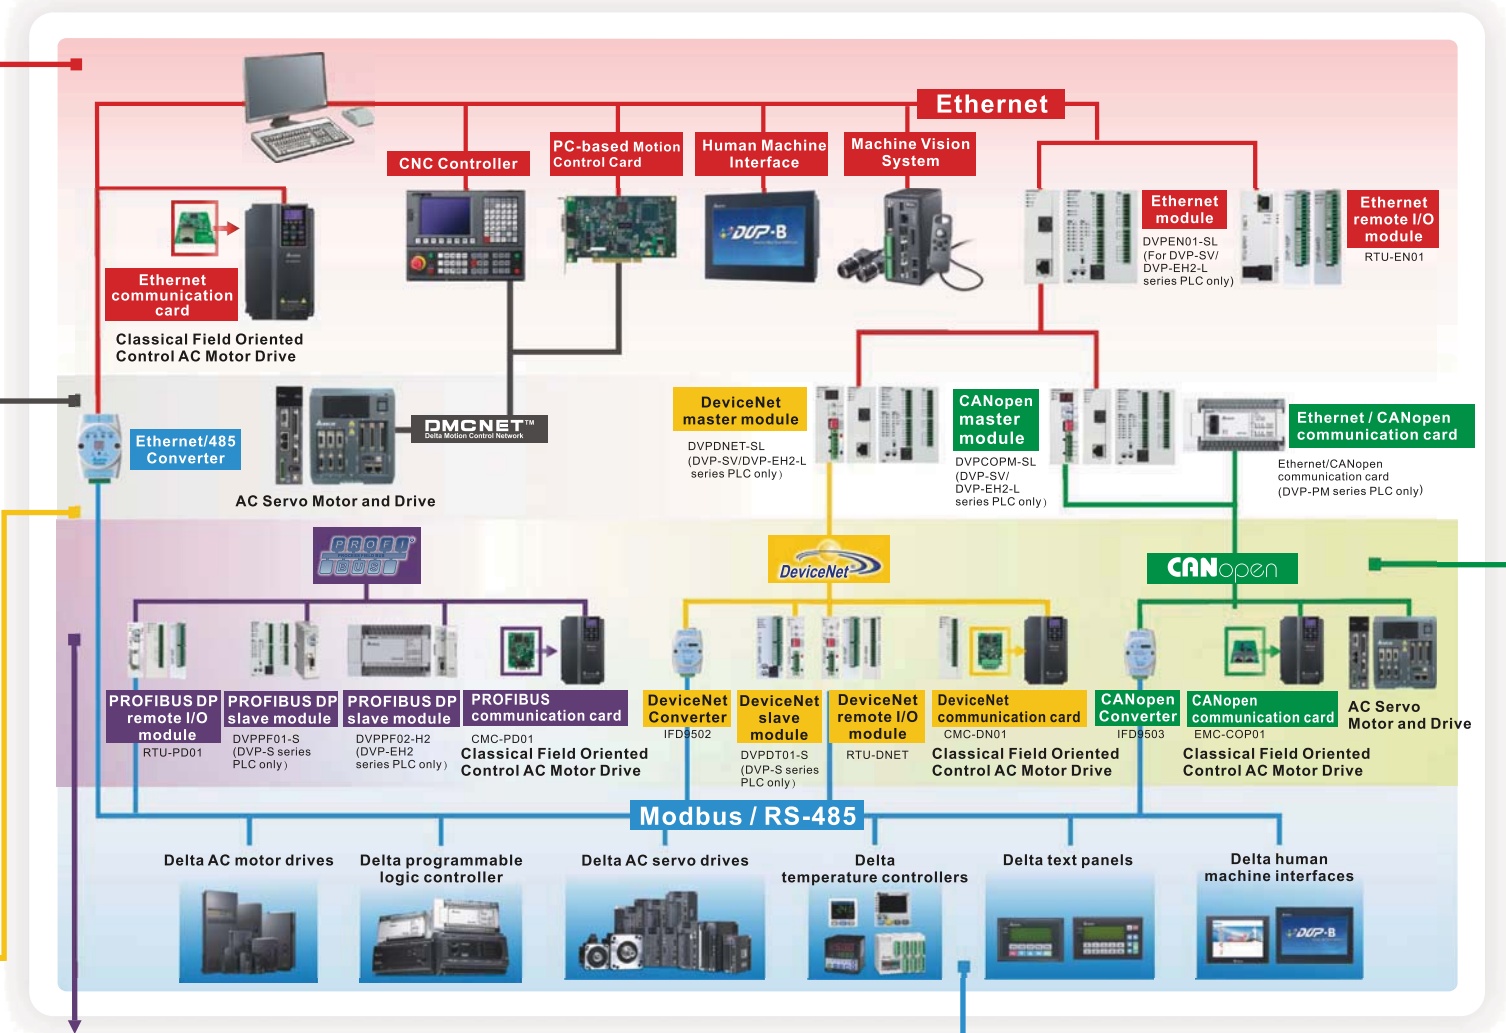 Ethernet
CNC Controller
PC-based Motion
Control Card
Human Machine
Interface
Machine Vision
System
DVP-B
Ethernet
module
DVPEN01-SL
(For DVP-SV/
DVP-EH2-L
series PLC only)
Ethernet
remote I/O
module
RTU-EN01
Ethernet
communication
card
Classical Field Oriented
Control AC Motor Drive
Ethernet/485
Converter
AC Servo Motor and Drive
DMCNET™
Delta Motion Control Network
DeviceNet
master module
DVPDNET-SL
(DVP-SV/DVP-EH2-L
series PLC only)
CANopen
master
module
DVPCOPM-SL
(DVP-SV/
DVP-EH2-L
series PLC only)
Ethernet / CANopen
communication card
Ethernet/CANopen
communication card
(DVP-PM series PLC only)
PROFI®
BUS
DeviceNet
CANopen
PROFIBUS DP
remote I/O
module
RTU-PD01
PROFIBUS DP
slave module
DVPPF01-S
(DVP-S series
PLC only)
PROFIBUS DP
slave module
DVPPF02-H2
(DVP-EH2
series PLC only)
PROFIBUS
communication card
CMC-PD01
Classical Field Oriented
Control AC Motor Drive
DeviceNet
Converter
IFD9502
DeviceNet
slave
module
DVPDT01-S
(DVP-S series
PLC only)
DeviceNet
remote I/O
module
RTU-DNET
DeviceNet
communication card
CMC-DN01
Classical Field Oriented
Control AC Motor Drive
CANopen
Converter
IFD9503
CANopen
communication card
EMC-COP01
Classical Field Oriented
Control AC Motor Drive
AC Servo
Motor and Drive
Modbus / RS-485
Delta AC motor drives
Delta programmable
logic controller
Delta AC servo drives
Delta
temperature controllers
Delta text panels
Delta human
machine interfaces
DVP-B